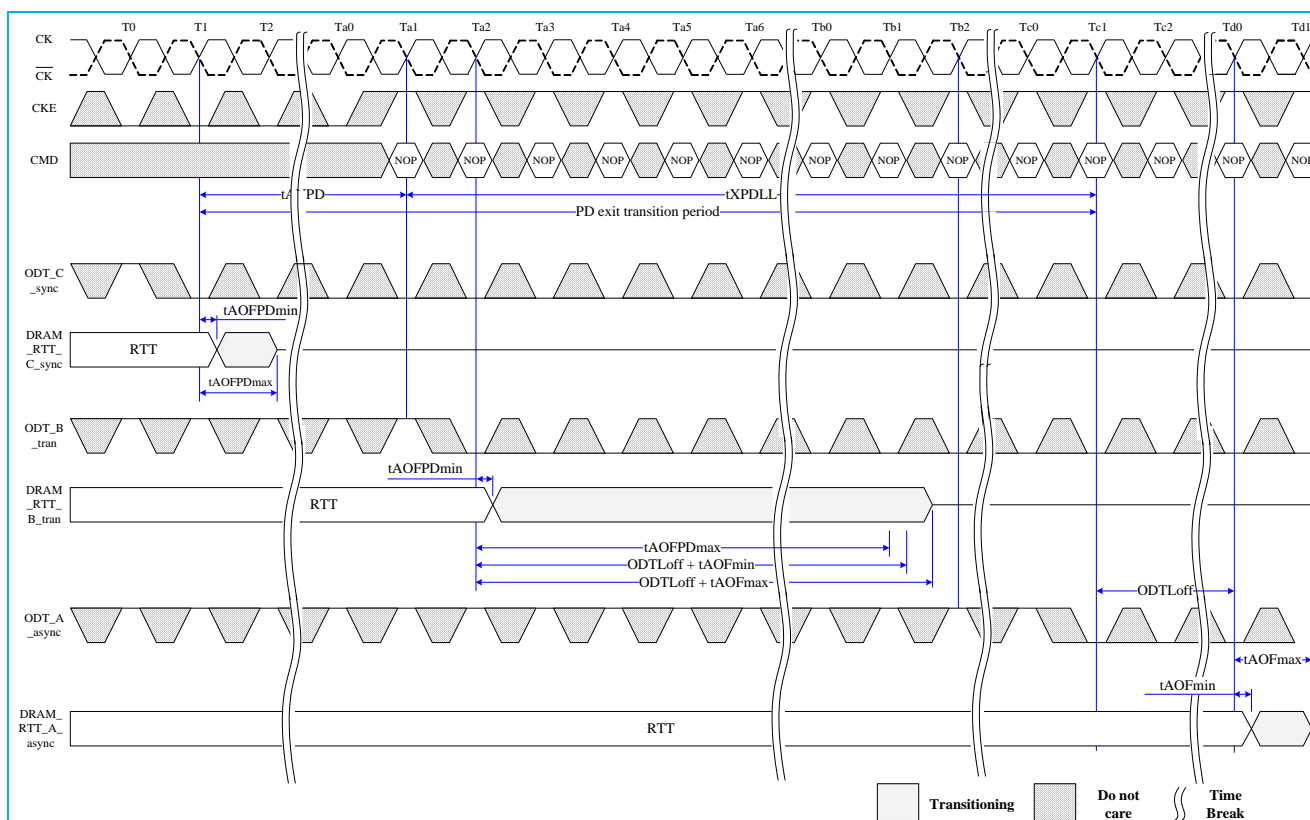 T0 T1 T2 Ta0 Ta1 Ta2 Ta3 Ta4 Ta5 Ta6 Tb0 Tb1 Tb2 Tc0 Tc1 Tc2 Td0 Td1
CK
CK
CKE
CMD
NOP NOP NOP NOP NOP NOP NOP NOP NOP NOP NOP NOP NOP NOP
tXPDLL
PD exit transition period
ODT_C
_sync
tAOFPDmin
DRAM
_RTT_
C_sync
RTT
tAOFPDmax
ODT_B
_tran
tAOFPDmin
DRAM
_RTT_
B_tran
RTT
tAOFPDmax
ODTLoff + tAOFmin
ODTLoff + tAOFmax
ODTLoff
ODT_A
_async
tAOFmax
tAOFmin
DRAM_
RTT_A_
async
RTT
Transitioning
Do not
care
Time
Break